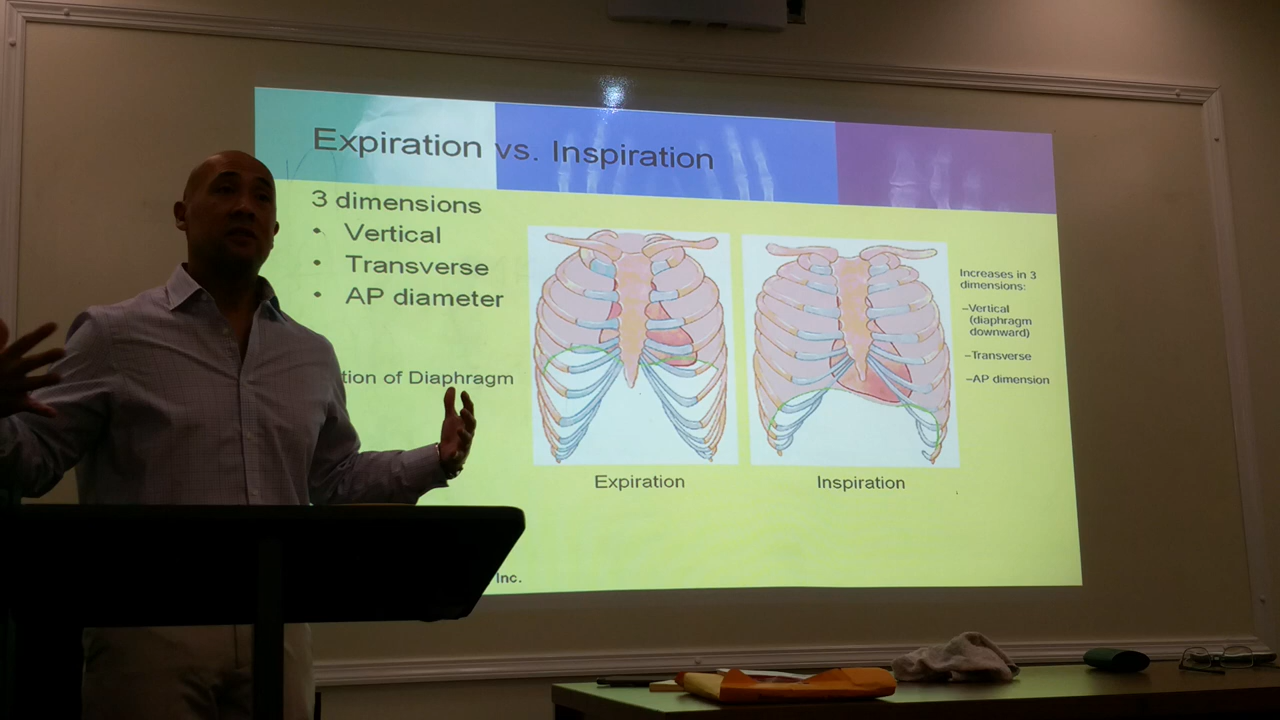 Expiration vs. Inspiration
3 dimensions
• Vertical
• Transverse
• AP diameter
tion of Diaphragm
Expiration
Inspiration
Increases in 3
dimensions:
–Vertical
(diaphragm
downward)
–Transverse
–AP dimension
Inc.